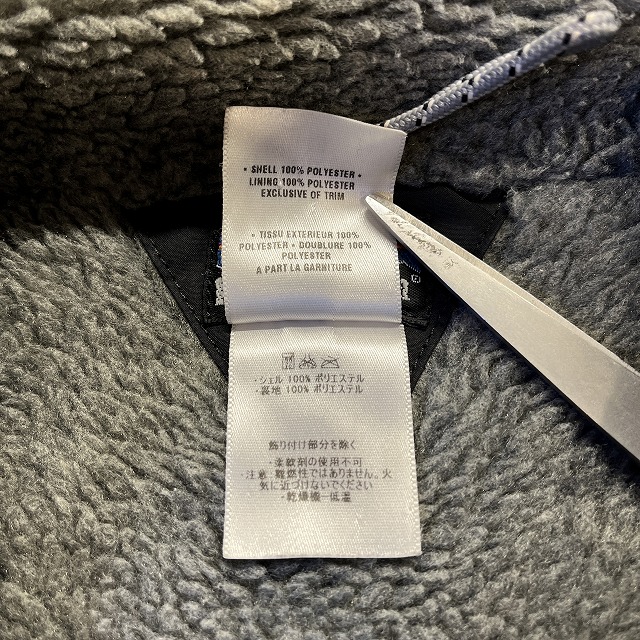 • SHELL 100% POLYESTER •
LINING 100% POLYESTER
EXCLUSIVE OF TRIM
• TISSU EXTERIEUR 100%
POLYESTER • DOUBLURE 100%
POLYESTER
A PART LA GARNITURE
・シェル 100% ポリエステル
・裏地 100% ポリエステル
飾り付け部分を除く
・柔軟剤の使用不可
・注意 難燃性ではありません。火
気に近づけないでください
・乾燥機 - 低温